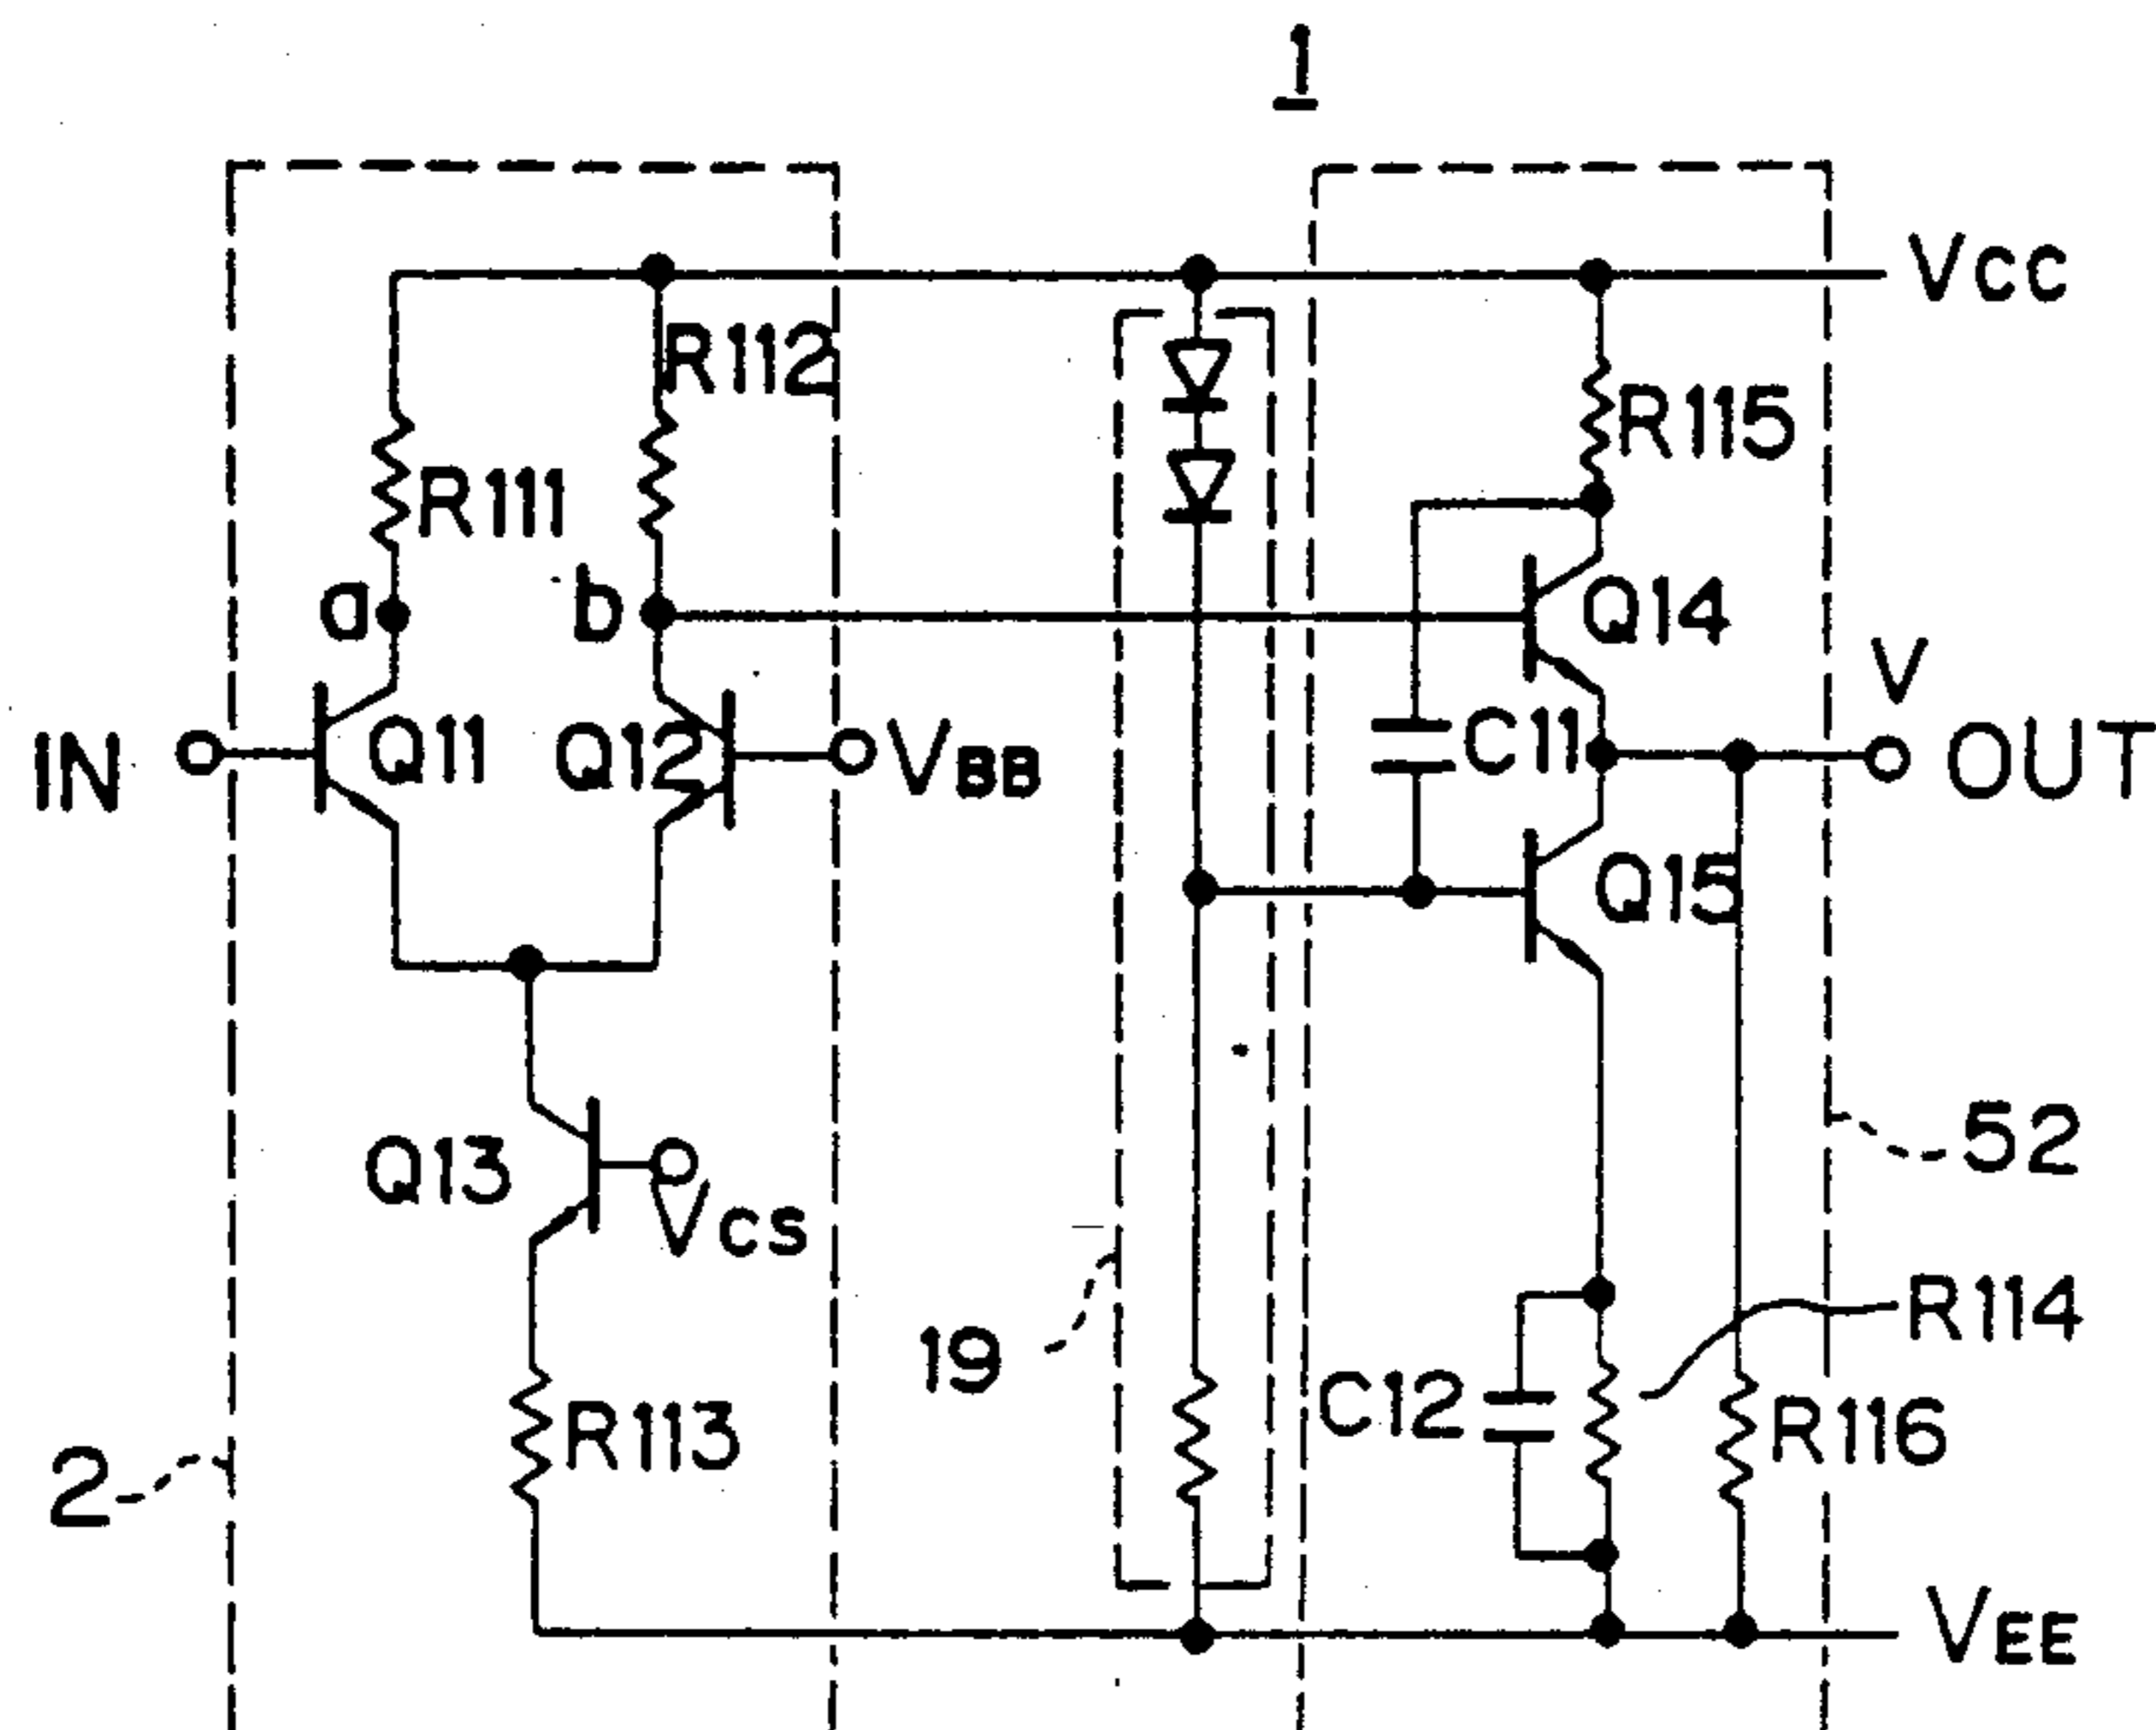 1
VCC
R112
R115
R111
a
b
Q14
V
IN
Q11
Q12
VBB
C11
OUT
Q15
52
Q13
VCS
R114
19
C12
R113
R116
2
VEE